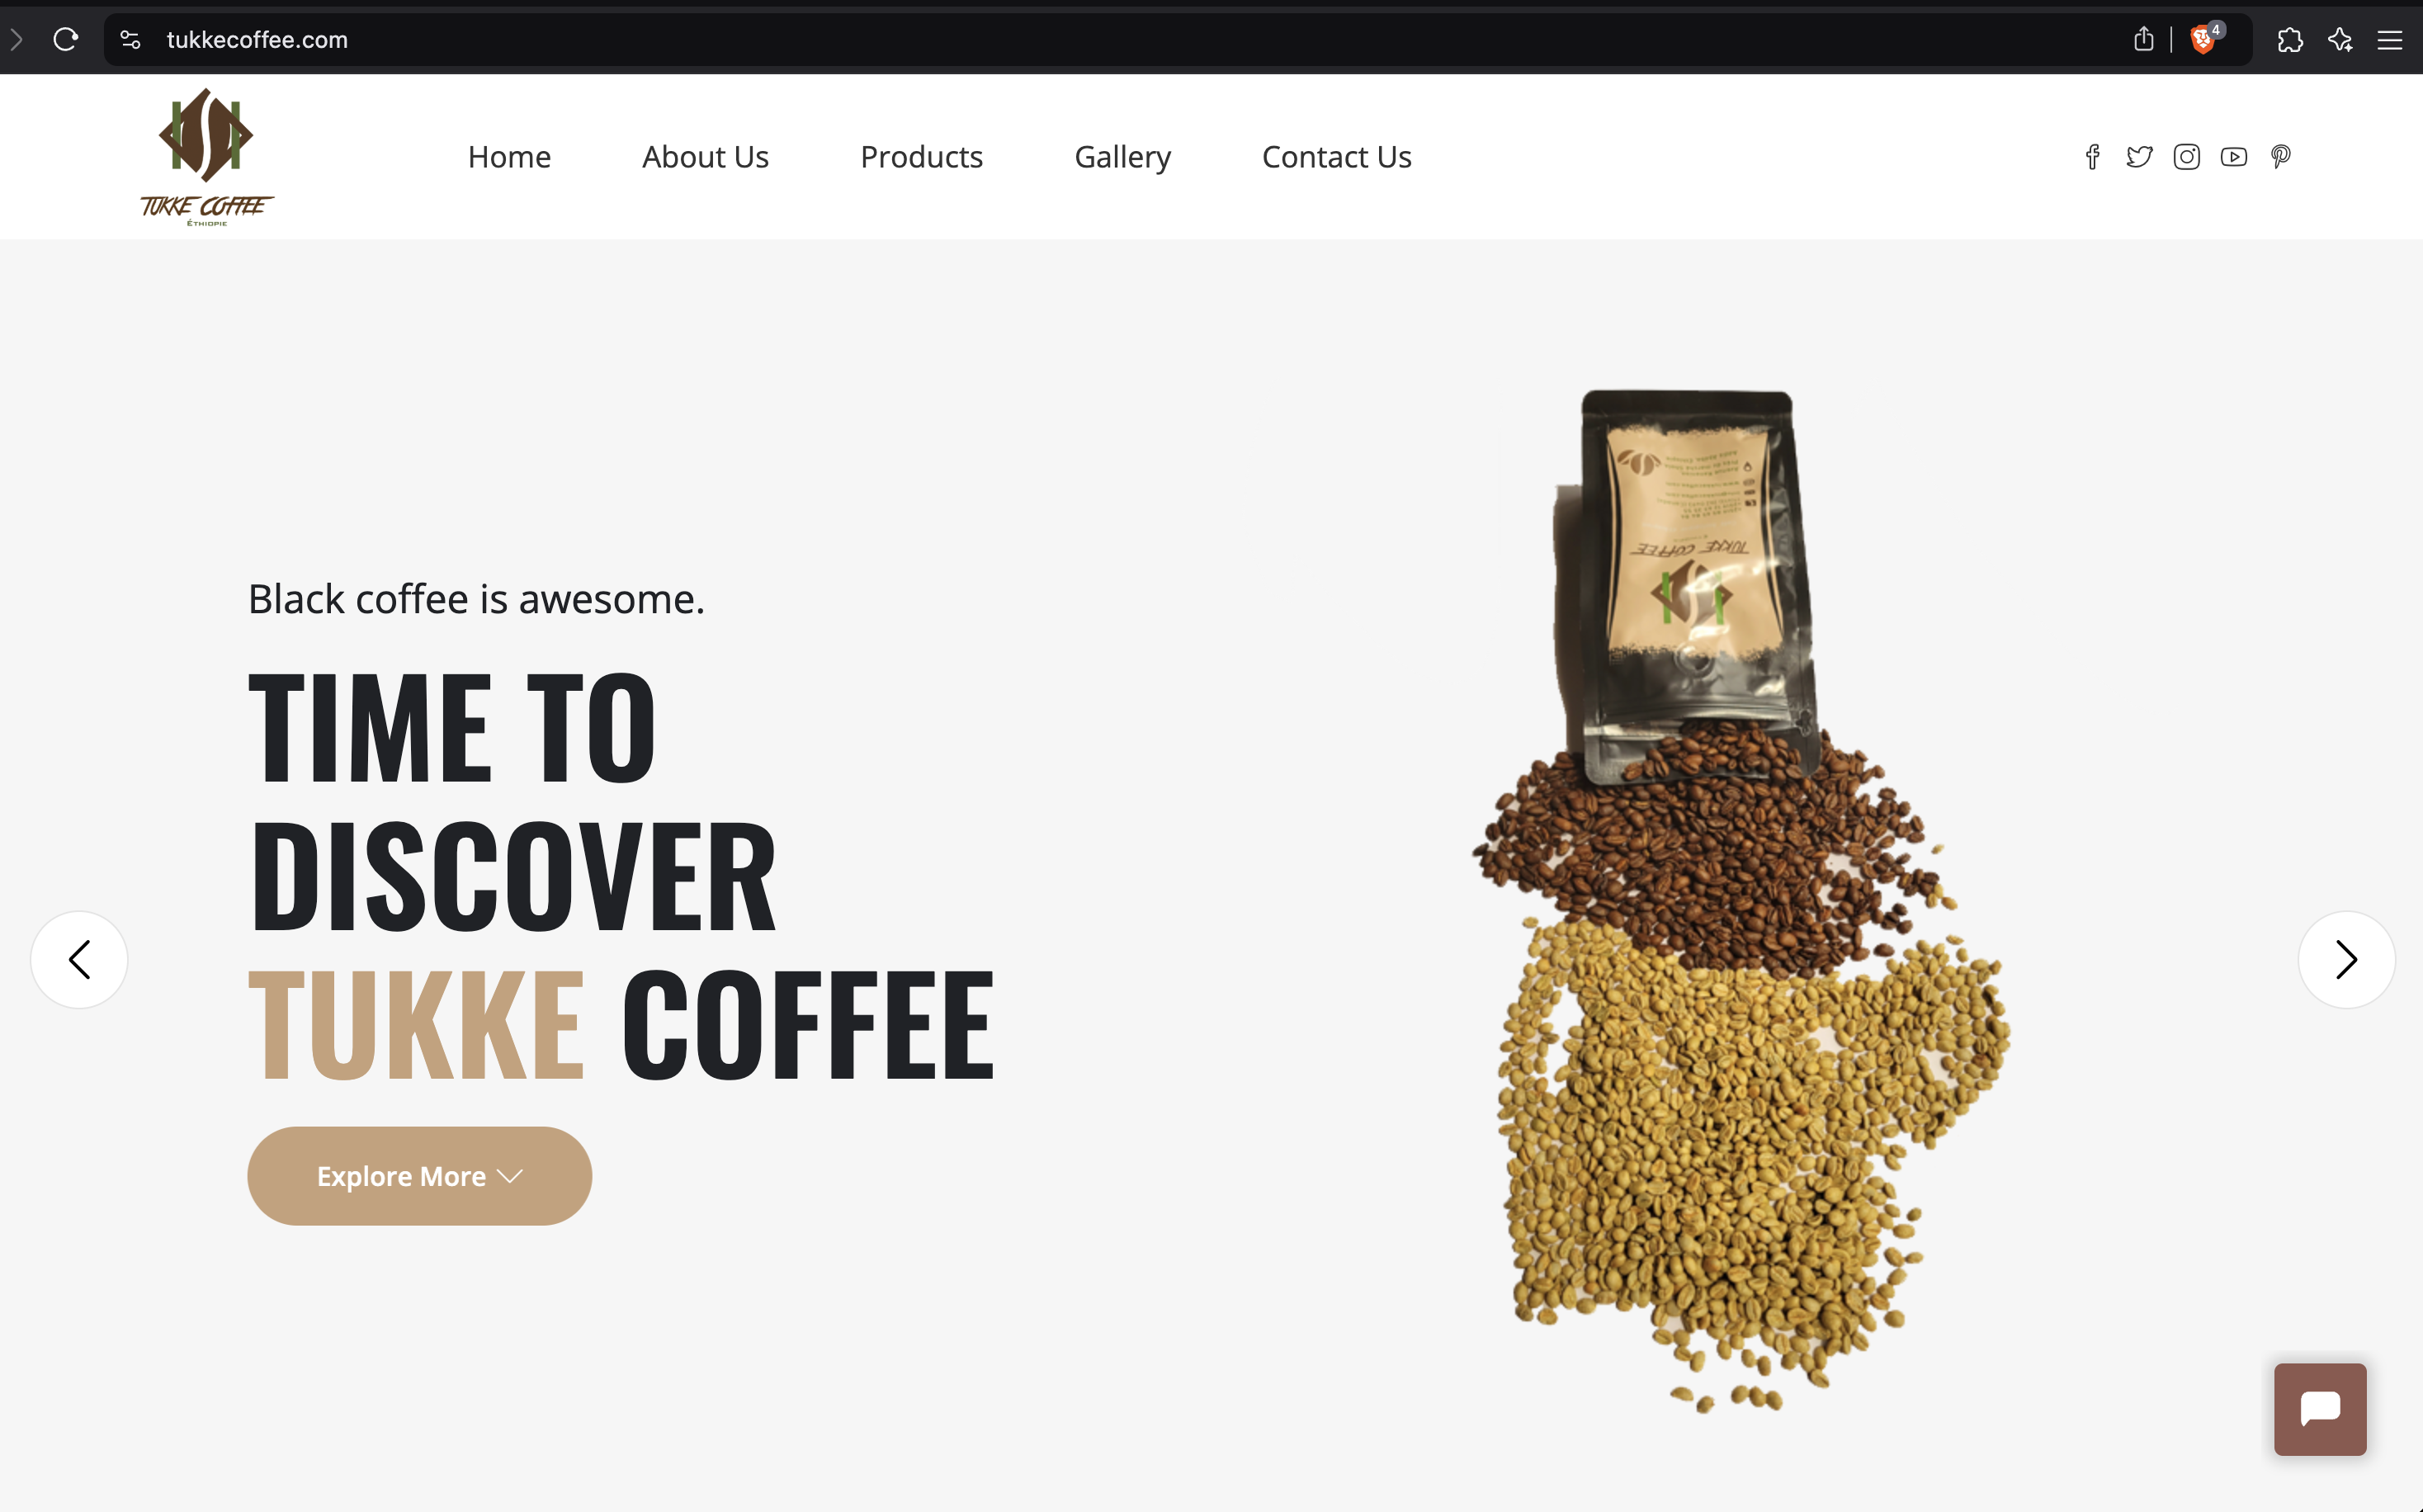 tukkecoffee.com
4
TUKKE COFFEE
ÉTHIOPIE
Home
About Us
Products
Gallery
Contact Us
Black coffee is awesome.
TIME TO
DISCOVER
TUKKE COFFEE
Explore More
TUKKE COFFEE